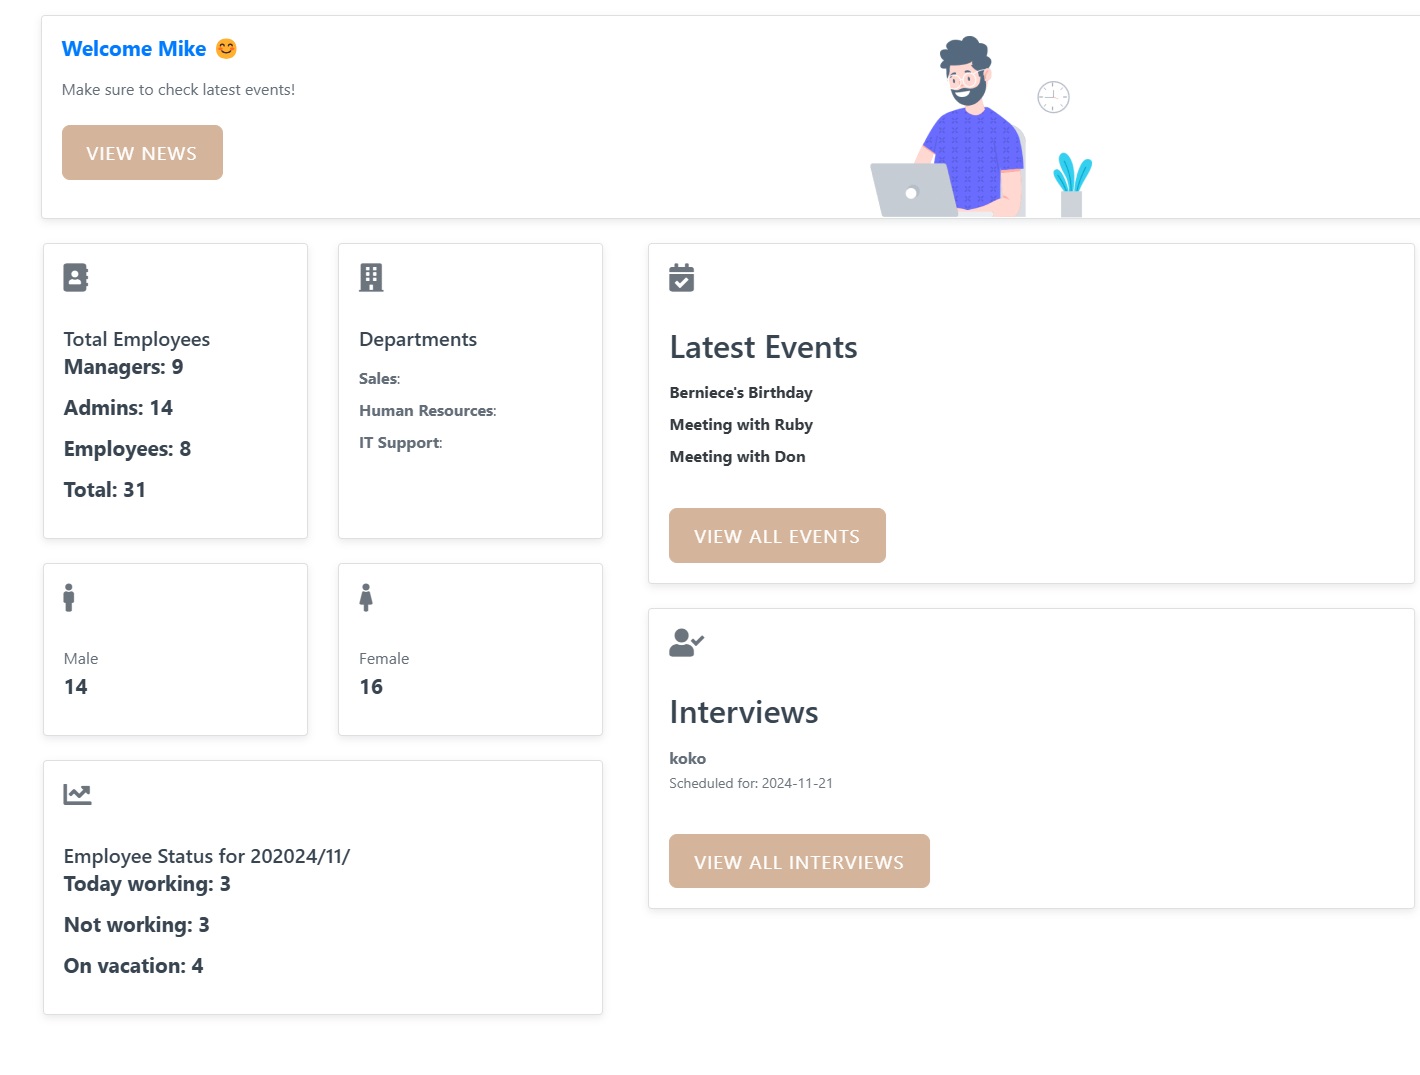 Welcome Mike 😊
Make sure to check latest events!
VIEW NEWS
Total Employees
Managers: 9
Admins: 14
Employees: 8
Total: 31
Departments
Sales:
Human Resources:
IT Support:
Male
14
Female
16
Employee Status for 202024/11/
Today working: 3
Not working: 3
On vacation: 4
Latest Events
Berniece's Birthday
Meeting with Ruby
Meeting with Don
VIEW ALL EVENTS
Interviews
koko
Scheduled for: 2024-11-21
VIEW ALL INTERVIEWS